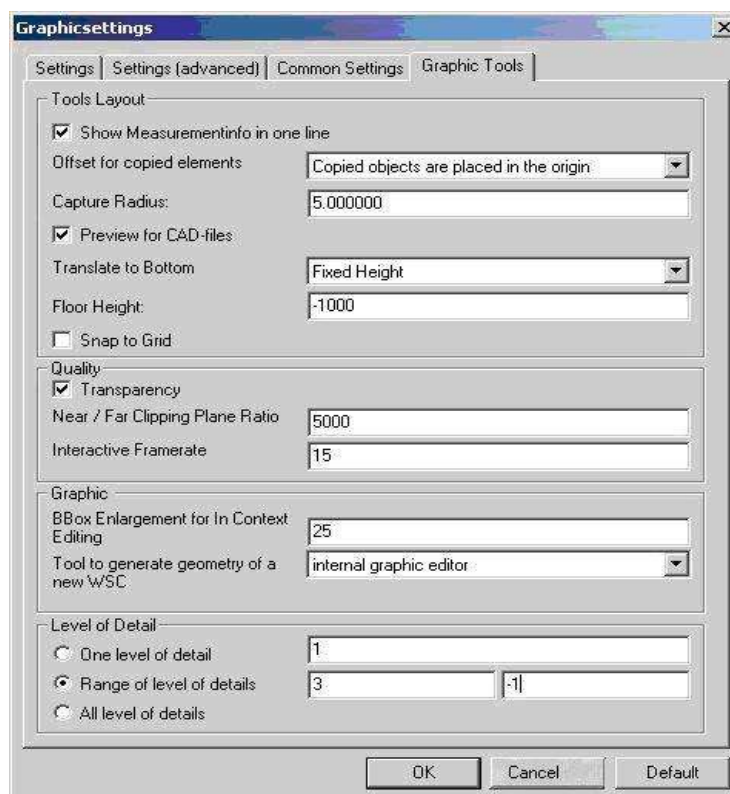 Graphicsettings
Settings
Settings (advanced)
Common Settings
Graphic Tools
Tools Layout
Show Measurementinfo in one line
Offset for copied elements
Copied objects are placed in the origin
Capture Radius:
5.000000
Preview for CAD-files
Translate to Bottom
Fixed Height
Floor Height:
-1000
Snap to Grid
Quality
Transparency
Near / Far Clipping Plane Ratio
5000
Interactive Framerate
15
Graphic
BBox Enlargement for In Context
Editing
25
Tool to generate geometry of a
new WSC
internal graphic editor
Level of Detail
One level of detail
1
Range of level of details
3
-1
All level of details
OK
Cancel
Default